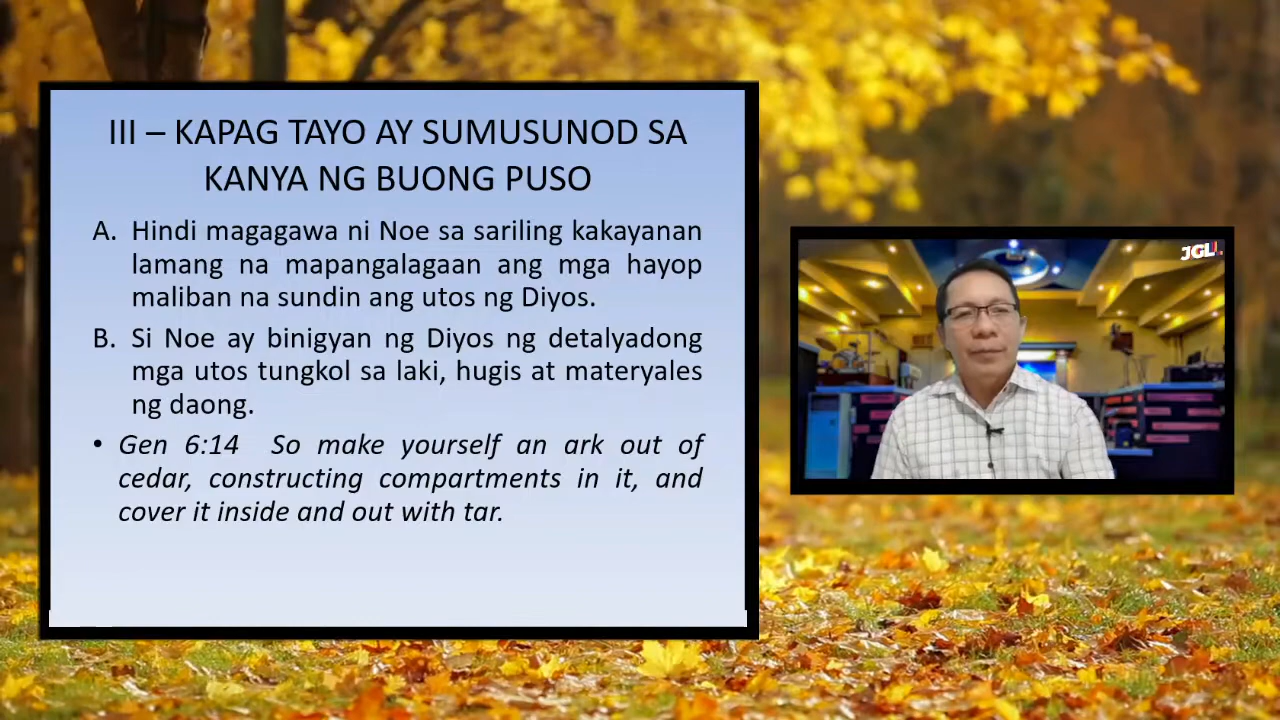 III – KAPAG TAYO AY SUMUSUNOD SA
KANYA NG BUONG PUSO
A. Hindi magagawa ni Noe sa sariling kakayanan
lamang na mapangalagaan ang mga hayop
maliban na sundin ang utos ng Diyos.
B. Si Noe ay binigyan ng Diyos ng detalyadong
mga utos tungkol sa laki, hugis at materyales
ng daong.
• Gen 6:14 So make yourself an ark out of
cedar, constructing compartments in it, and
cover it inside and out with tar.
JGLI